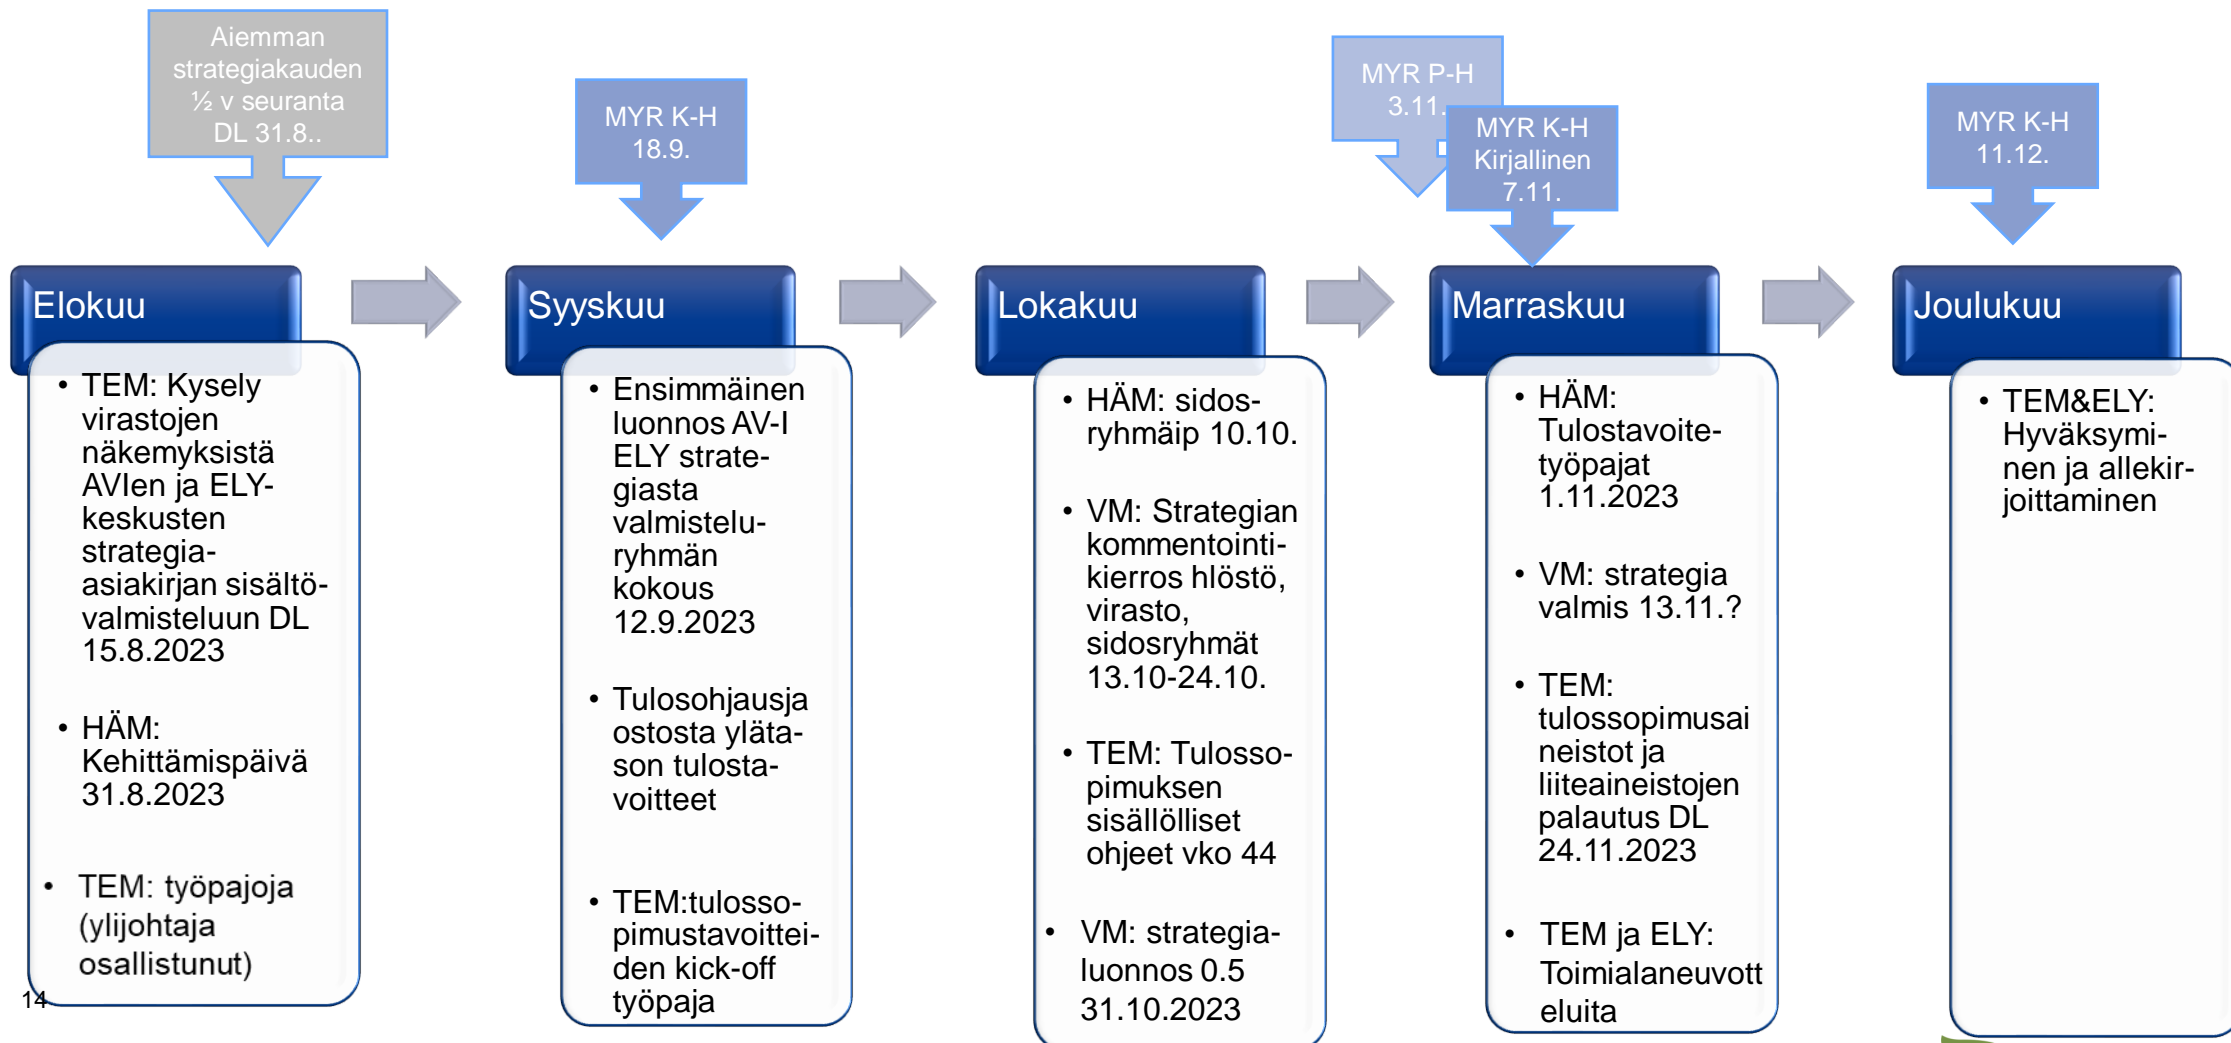 Aiemman
strategiakauden
½ v seuranta
DL 31.8..
MYR K-H
18.9.
MYR P-H
3.11.
MYR K-H
Kirjallinen
7.11.
MYR K-H
11.12.
Elokuu
• TEM: Kysely
virastojen
näkemyksistä
AVIen ja ELY-
keskusten
strategia-
asiakirjan sisältö-
valmisteluun DL
15.8.2023
• HÄM:
Kehittämispäivä
31.8.2023
• TEM: työpajoja
(ylijohtaja
osallistunut)
Syyskuu
• Ensimmäinen
luonnos AV-I
ELY strate-
giasta
valmistelu-
ryhmän
kokous
12.9.2023
• Tulosohjausja
ostosta yläta-
son tulosta-
voitteet
• TEM:tulosso-
pimustavoittei-
den kick-off
työpaja
Lokakuu
• HÄM: sidos-
ryhmäip 10.10.
• VM: Strategian
kommentointi-
kierros hlöstö,
virasto,
sidosryhmät
13.10-24.10.
• TEM: Tulosso-
pimuksen
sisällölliset
ohjeet vko 44
• VM: strategia-
luonnos 0.5
31.10.2023
Marraskuu
• HÄM:
Tulostavoite-
työpajat
1.11.2023
• VM: strategia
valmis 13.11.?
• TEM:
tulossopimusai
neistot ja
liiteaineistojen
palautus DL
24.11.2023
• TEM ja ELY:
Toimialaneuvott
eluita
Joulukuu
• TEM&ELY:
Hyväksymi-
nen ja allekir-
joittaminen
14